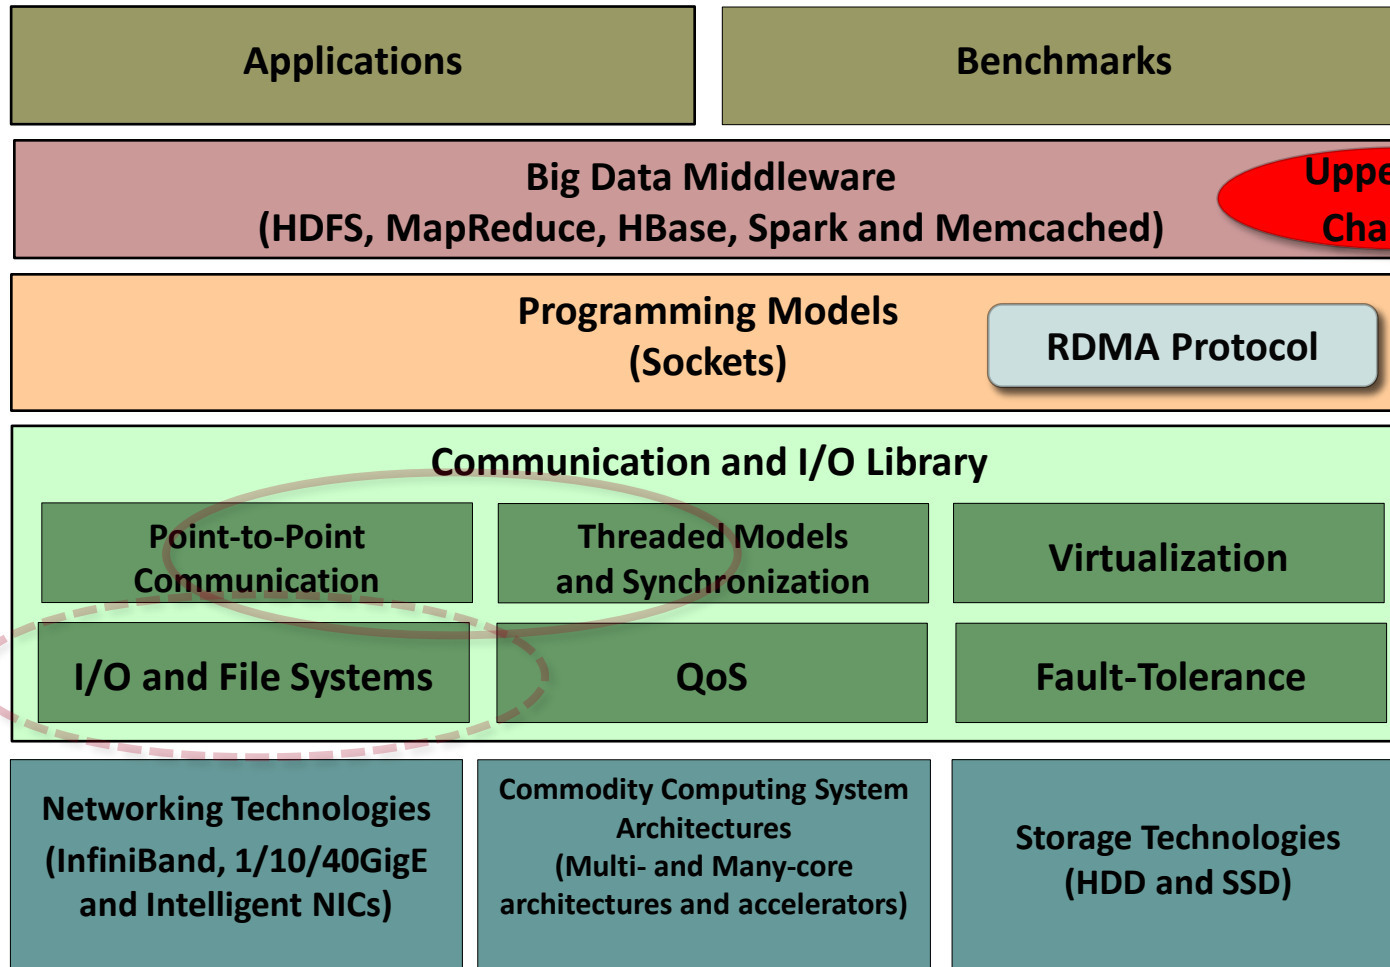 Applications
Benchmarks
Big Data Middleware
(HDFS, MapReduce, HBase, Spark and Memcached)
Programming Models
(Sockets)
RDMA Protocol
Communication and I/O Library
Point-to-Point
Communication
Threaded Models
and Synchronization
Virtualization
I/O and File Systems
QoS
Fault-Tolerance
Networking Technologies
(InfiniBand, 1/10/40GigE
and Intelligent NICs)
Commodity Computing System
Architectures
(Multi- and Many-core
architectures and accelerators)
Storage Technologies
(HDD and SSD)